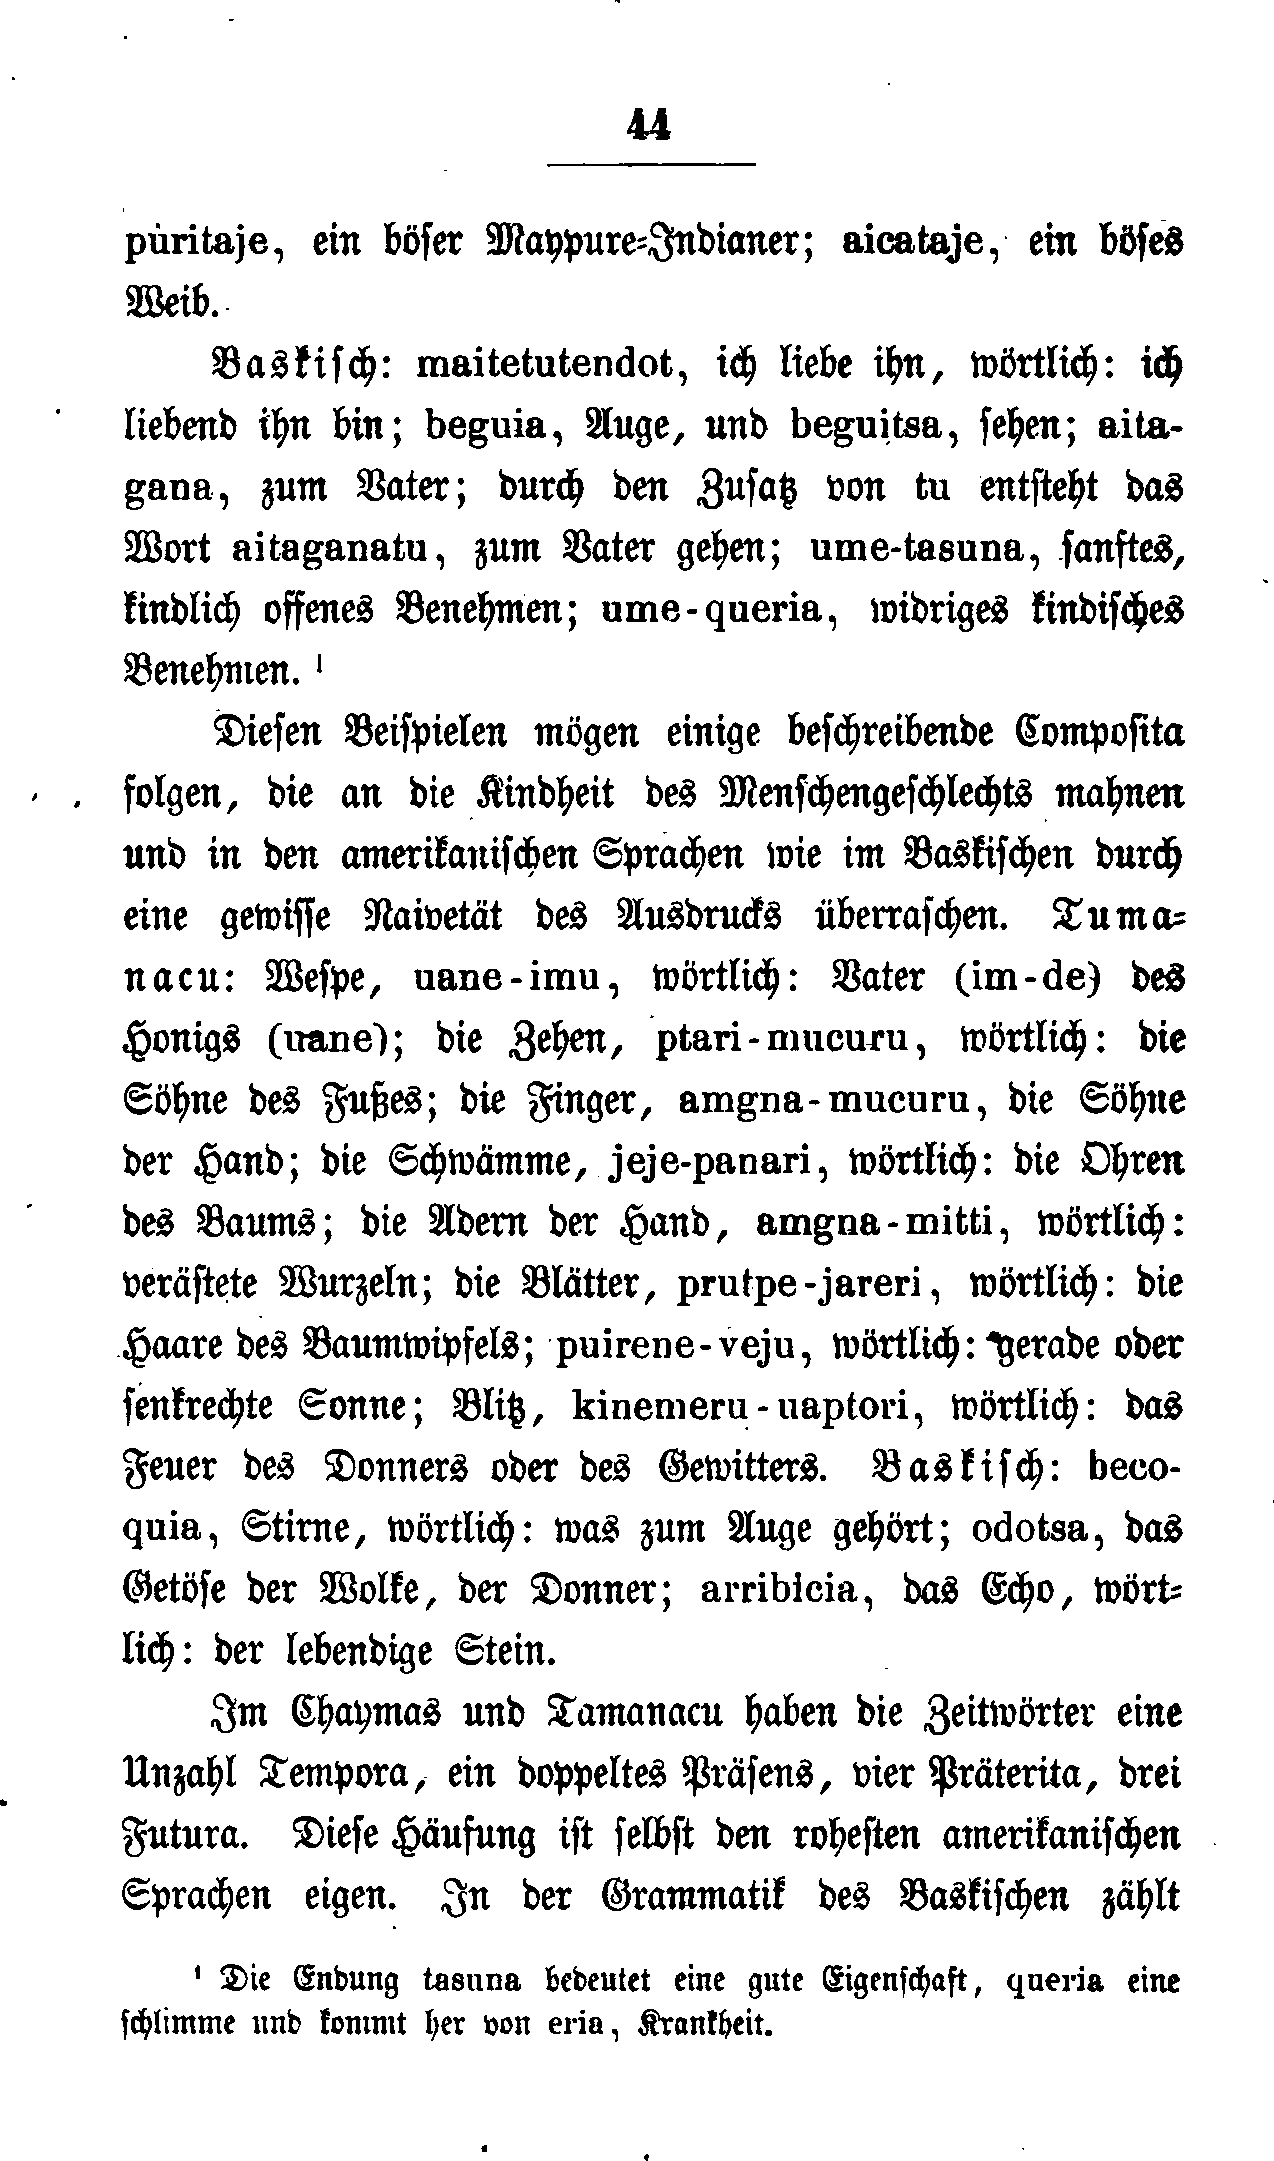 44
püritaje, ein böser Maypure-Indianer; aicataje, ein böses
Weib.
Baskisch: maitetutendot, ich liebe ihn, wörtlich: ich
liebend ihn bin; beguia, Auge, und beguitsa, sehen; aita-
gana, zum Vater; durch den Zusatz von tu entsteht das
Wort aitaganatu, zum Vater gehen; ume-tasuna, sanftes,
kindlich offenes Benehmen; ume-queria, widriges kindisches
Benehmen. ¹
Diesen Beispielen mögen einige beschreibende Composita
folgen, die an die Kindheit des Menschengeschlechts mahnen
und in den amerikanischen Sprachen wie im Baskischen durch
eine gewisse Naivetät des Ausdrucks überraschen. Tuma-
nacu: Wespe, uane-imu, wörtlich: Vater (im-de) des
Honigs (uane); die Zehen, ptari-mucuru, wörtlich: die
Söhne des Fußes; die Finger, amgna-mucuru, die Söhne
der Hand; die Schwämme, jeje-panari, wörtlich: die Ohren
des Baums; die Adern der Hand, amgna-mitti, wörtlich:
verästete Wurzeln; die Blätter, prutpe-jareri, wörtlich: die
Haare des Baumwipfels; puirene-veju, wörtlich: gerade oder
senkrechte Sonne; Blitz, kinemeru-uaptori, wörtlich: das
Feuer des Donners oder des Gewitters. Baskisch: beco-
quia, Stirne, wörtlich: was zum Auge gehört; odotsa, das
Getöse der Wolke, der Donner; arribicia, das Echo, wört-
lich: der lebendige Stein.
Im Chaymas und Tamanacu haben die Zeitwörter eine
Unzahl Tempora, ein doppeltes Präsens, vier Präterita, drei
Futura. Diese Häufung ist selbst den rohesten amerikanischen
Sprachen eigen. In der Grammatik des Baskischen zählt
¹ Die Endung tasuna bedeutet eine gute Eigenschaft, queria eine
schlimme und kommt her von eria, Krankheit.